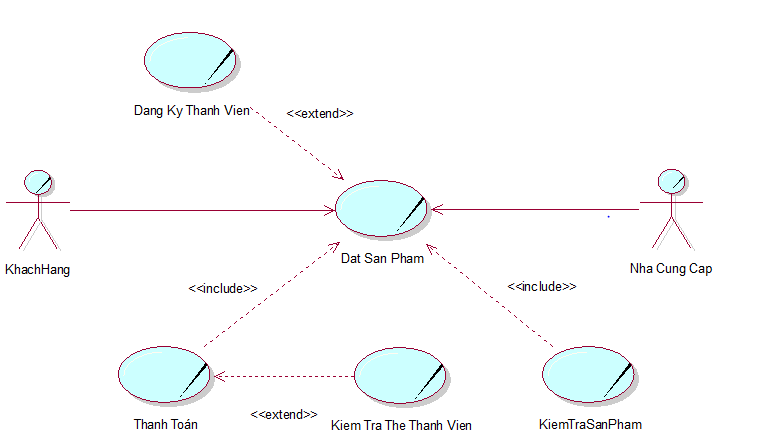 Dang Ky Thanh Vien
<<extend>>
KhachHang
Dat San Pham
Nha Cung Cap
<<include>>
<<include>>
Thanh Toán
<<extend>>
Kiem Tra The Thanh Vien
KiemTraSanPham